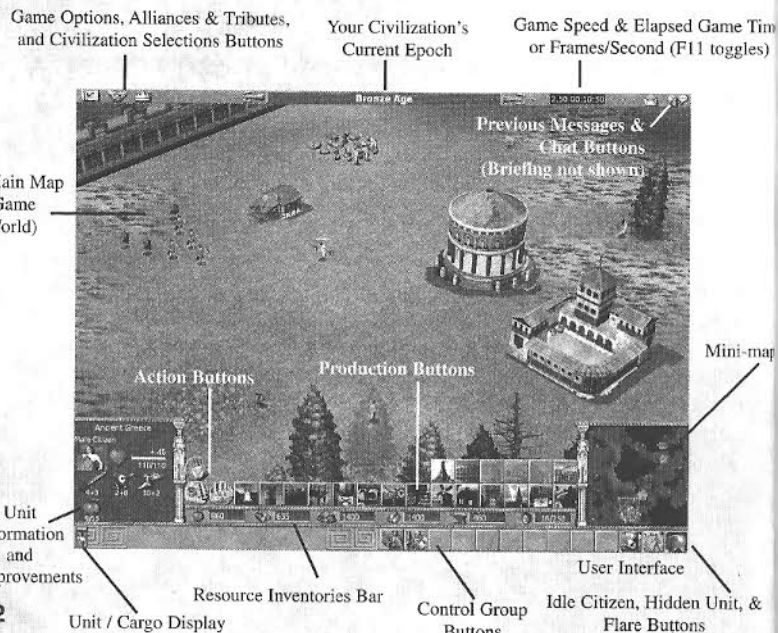 Game Options, Alliances & Tributes,
and Civilization Selections Buttons
Your Civilization's
Current Epoch
Game Speed & Elapsed Game Tim
or Frames/Second (F11 toggles)
Bronze Age
Previous Messages &
Chat Buttons
(Briefing not shown)
ain Map
Game
orld)
Action Buttons
Production Buttons
Mini-map
Ancient Greece
Male Citizen
110/110
Unit
ormation
and
provements
Unit / Cargo Display
Resource Inventories Bar
Control Group
Buttons
User Interface
Idle Citizen, Hidden Unit, &
Flare Buttons